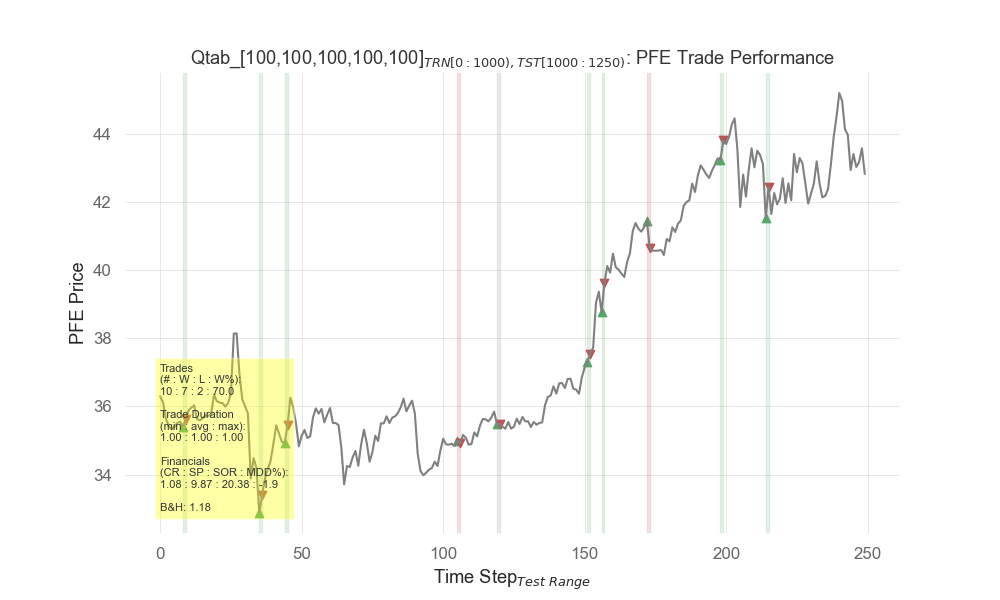 Qtab_[100,100,100,100,100]TRN[0 : 1000), TST[1000 : 1250): PFE Trade Performance
PFE Price
44
42
40
38
36
34
Trades
(# : W : L : W%):
10 : 7 : 2 : 70.0
Trade Duration
(min : avg : max):
1.00 : 1.00 : 1.00
Financials
(CR : SP : SOR : MDD%):
1.08 : 9.87 : 20.38 : -1.9
B&H: 1.18
0 50 100 150 200 250
Time StepTest Range